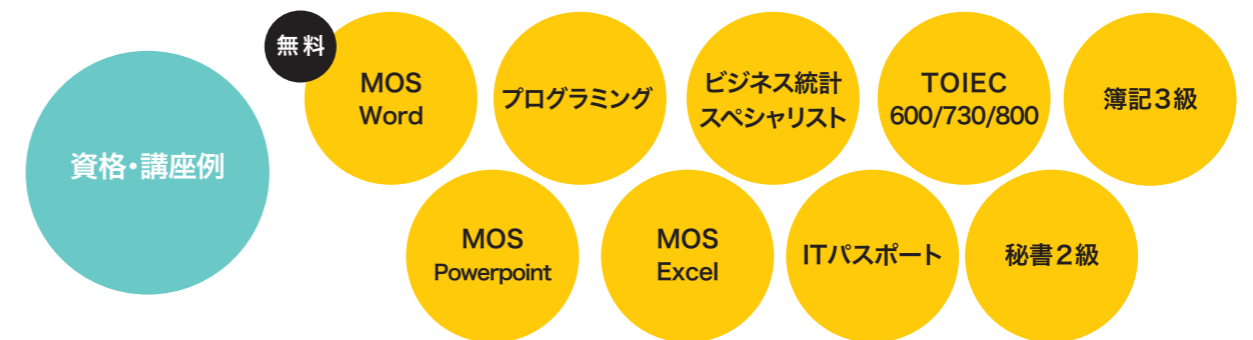 資格・講座例
無料
MOS
Word
プログラミング
ビジネス統計
スペシャリスト
TOIEC
600/730/800
簿記3級
MOS
Powerpoint
MOS
Excel
ITパスポート
秘書2級